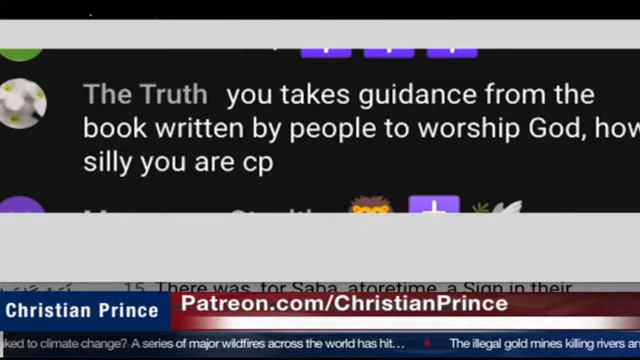 The Truth you takes guidance from the
book written by people to worship God, how
silly you are cp
15 There was, for Saba, aforetime, a Sign in their
Christian Prince
Patreon.com/ChristianPrince
ked to climate change? A series of major wildfires across the world has hit... The illegal gold mines killing rivers an